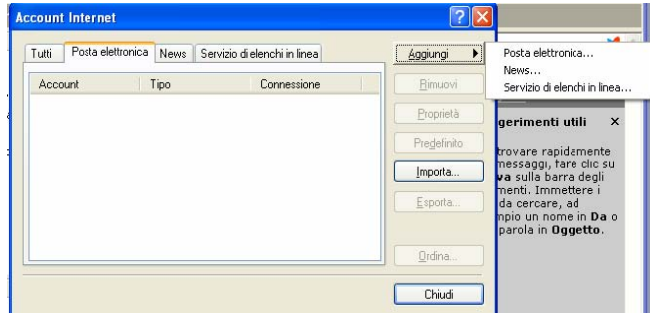 Account Internet
Tutti
Posta elettronica
News
Servizio di elenchi in linea
Account
Tipo
Connessione
Aggiungi
Rimuovi
Proprietà
Predefinito
Importa...
Esporta...
Ordina...
Chiudi
Posta elettronica...
News...
Servizio di elenchi in linea...
gerimenti utili
trovare rapidamente
messaggi, fare clic su
va sulla barra degli
menti. Immettere i
da cercare, ad
mpio un nome in Da o
parola in Oggetto.